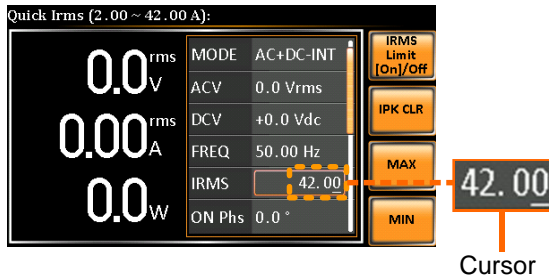 Quick Irms (2.00 ~ 42.00 A):
0.0 rms V
0.00 rms A
0.0 W
MODE AC+DC-INT
ACV 0.0 Vrms
DCV +0.0 Vdc
FREQ 50.00 Hz
IRMS 42.00
ON Phs 0.0 °
IRMS
Limit
[On]/Off
IPK CLR
MAX
MIN
42.00
Cursor